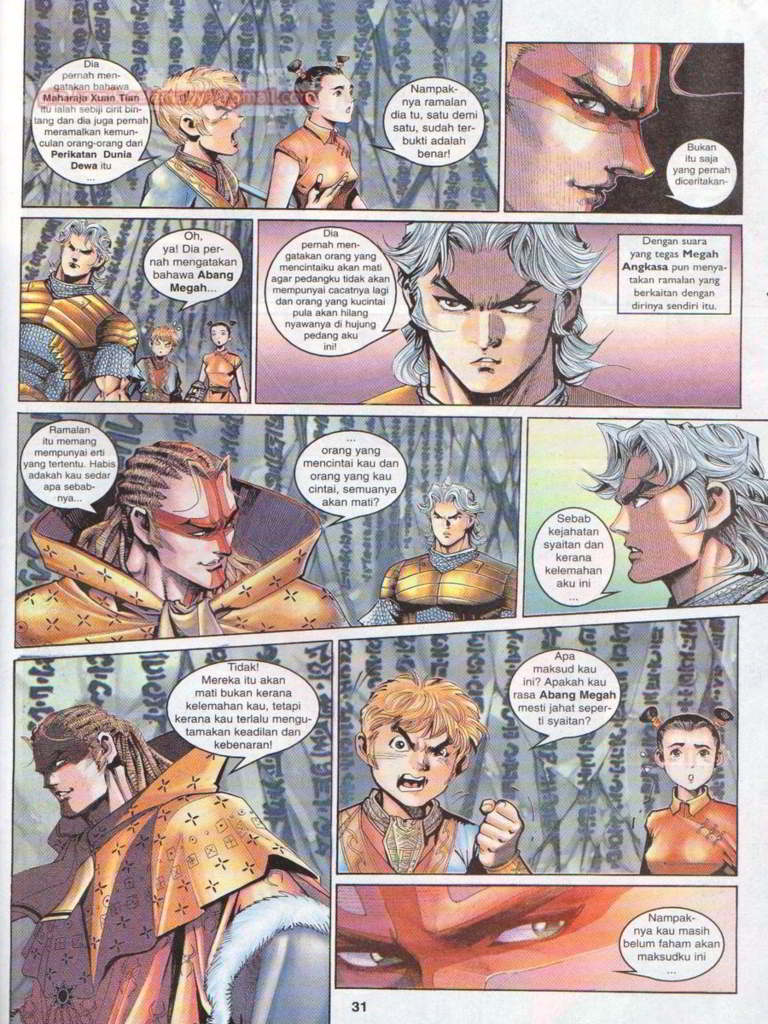 Dia
pernah men-
gatakan bahawa
Maharaja Xuan Tian
itu ialah sebiji cirit bin-
tang dan dia juga pernah
meramalkan kemun-
culan orang-orang dari
Perikatan Dunia
Dewa itu
...
Nampak-
nya ramalan
dia tu, satu demi
satu, sudah ter-
bukti adalah
benar!
Bukan
itu saja
yang pernah
diceritakan-
Oh,
ya! Dia per-
nah mengatakan
bahawa Abang
Megah...
Dia
pernah men-
gatakan orang yang
mencintaiku akan mati
agar pedangku tidak akan
mempunyai cacatnya lagi
dan orang yang kucintai
pula akan hilang
nyawanya di hujung
pedang aku
ini!
Dengan suara
yang tegas Megah
Angkasa pun menya-
takan ramalan yang
berkaitan dengan
dirinya sendiri itu.
Ramalan
itu memang
mempunyai erti
yang tertentu. Habis
adakah kau sedar
apa sebab-
nya...
...
orang yang
mencintai kau dan
orang yang kau
cintai, semuanya
akan mati?
Sebab
kejahatan
syaitan dan
kerana
kelemahan
aku ini
...
Tidak!
Mereka itu akan
mati bukan kerana
kelemahan kau, tetapi
kerana kau terlalu mengu-
tamakan keadilan dan
kebenaran!
Apa
maksud kau
ini? Apakah kau
rasa Abang Megah
mesti jahat seper-
ti syaitan?
Nampak-
nya kau masih
belum faham akan
maksudku ini
...
31